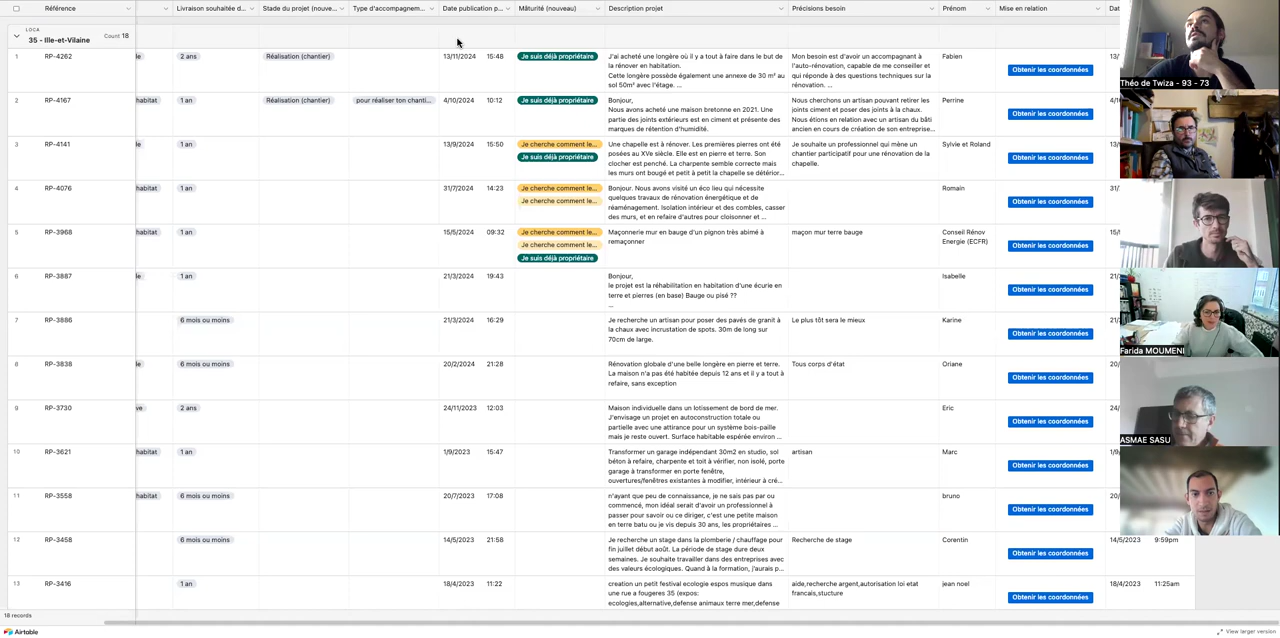 Référence
Livraison souhaitée d...
Stade du projet (nouve...
Type d'accompagnem...
Date publication p...
Mâturité (nouveau)
Description projet
Précisions besoin
Prénom
Mise en relation
Dat
LOCA
35 - Ille-et-Vilaine
Count 18
1
RP-4262
le
2 ans
Réalisation (chantier)
13/11/2024 15:48
Je suis déjà propriétaire
J'ai acheté une longère où il y a tout à faire dans le but de
la rénover en habitation.
Cette longère possède également une annexe de 30 m² au
sol 50m² avec l'étage. ...
Mon besoin est d'avoir un accompagnant à
l'auto-rénovation, capable de me conseiller et
qui réponde à des questions techniques sur la
rénovation.
Fabien
Obtenir les coordonnées
13/
2
RP-4167
habitat
1 an
Réalisation (chantier)
pour réaliser ton chanti...
4/10/2024 10:12
Je suis déjà propriétaire
Bonjour,
Nous avons acheté une maison bretonne en 2021. Une
partie des joints extérieurs est en ciment et présente des
marques de rétention d'humidité.
Nous cherchons un artisan pouvant retirer les
joints ciment et poser des joints à la chaux.
Nous étions en relation avec un artisan du bâti
ancien en cours de création de son entreprise...
Perrine
Obtenir les coordonnées
3
RP-4141
le
1 an
13/9/2024 15:50
Je cherche comment le...
Je suis déjà propriétaire
Une chapelle est à rénover. Les premières pierres ont été
posées au XVe siècle. Elle est en pierre et terre. Son
clocher est penché. La charpente semble correcte mais
les murs ont bougé et petit à petit la chapelle se détérior...
Je souhaite un professionnel qui mène un
chantier participatif pour une rénovation de la
chapelle.
Sylvie et Roland
Obtenir les coordonnées
13/
4
RP-4076
habitat
1 an
31/7/2024 14:23
Je cherche comment le...
Je cherche comment le...
Bonjour. Nous avons visité un éco lieu qui nécessite
quelques travaux de rénovation énergétique et de
réaménagement. Isolation intérieur et des combles, casser
des murs, et en refaire d'autres pour cloisonner et ...
Romain
Obtenir les coordonnées
31/
5
RP-3968
habitat
1 an
15/5/2024 09:32
Je cherche comment le...
Je cherche comment le...
Je suis déjà propriétaire
Maçonnerie mur en bauge d'un pignon très abimé à
remaçonner
maçon mur terre bauge
Conseil Rénov
Energie (ECFR)
Obtenir les coordonnées
6
RP-3887
le
1 an
21/3/2024 19:43
Bonjour,
le projet est la réhabilitation en habitation d'une écurie en
terre et pierres (en base) Bauge ou pisé ??
...
Isabelle
Obtenir les coordonnées
21/
7
RP-3886
6 mois ou moins
21/3/2024 16:29
Je recherche un artisan pour poser des pavés de granit à
la chaux avec incrustation de spots. 30m de long sur
70cm de large.
Le plus tôt sera le mieux
Karine
Obtenir les coordonnées
21/
8
RP-3838
le
6 mois ou moins
20/2/2024 21:28
Rénovation globale d'une belle longère en pierre et terre.
La maison n'a pas été habitée depuis 12 ans et il y a tout à
refaire, sans exception
Tous corps d'état
Oriane
Obtenir les coordonnées
20/
9
RP-3730
ve
2 ans
24/11/2023 12:03
Maison individuelle dans un lotissement de bord de mer.
J'envisage un projet en autoconstruction totale ou
partielle avec une attirance pour un système bois-paille
mais je reste ouvert. Surface habitable espérée environ ...
Eric
Obtenir les coordonnées
24/
10
RP-3621
habitat
1 an
1/9/2023 15:47
Transformer un garage indépendant 30m2 en studio, sol
béton à refaire, charpente et toit à vérifier, non isolé, porte
garage à transformer en porte fenêtre,
ouvertures/fenêtres existantes à modifier, intérieur à cré...
artisan
Marc
Obtenir les coordonnées
1/9
11
RP-3558
habitat
6 mois ou moins
20/7/2023 17:08
n'ayant que peu de connaissance, je ne sais pas par ou
commencé, mon idéal serait d'avoir un professionnel à
passer pour savoir ou ce diriger, c'est une petite maison
en terre batu ou je vis depuis 30 ans, les propriétaires ...
bruno
Obtenir les coordonnées
20/
12
RP-3458
6 mois ou moins
14/5/2023 21:58
Je recherche un stage dans la plomberie / chauffage pour
fin juillet début août. La période de stage dure deux
semaines. Je souhaite travailler dans des entreprises avec
des valeurs écologiques. Quand à la formation, j'aurais p...
Recherche de stage
Corentin
Obtenir les coordonnées
14/5/2023 9:59pm
13
RP-3416
1 an
18/4/2023 11:22
creation un petit festival ecologie espos musique dans
une rue a fougeres 35 (expos:
ecologies,alternative,defense animaux terre mer,defense
aide,recherche argent,autorisation loi etat
francais,stucture
jean noel
Obtenir les coordonnées
18/4/2023 11:25am
18 records
Airtable
View larger version
Théo de Twiza - 93 - 73
Farida MOUMENI
ASMAE SASU